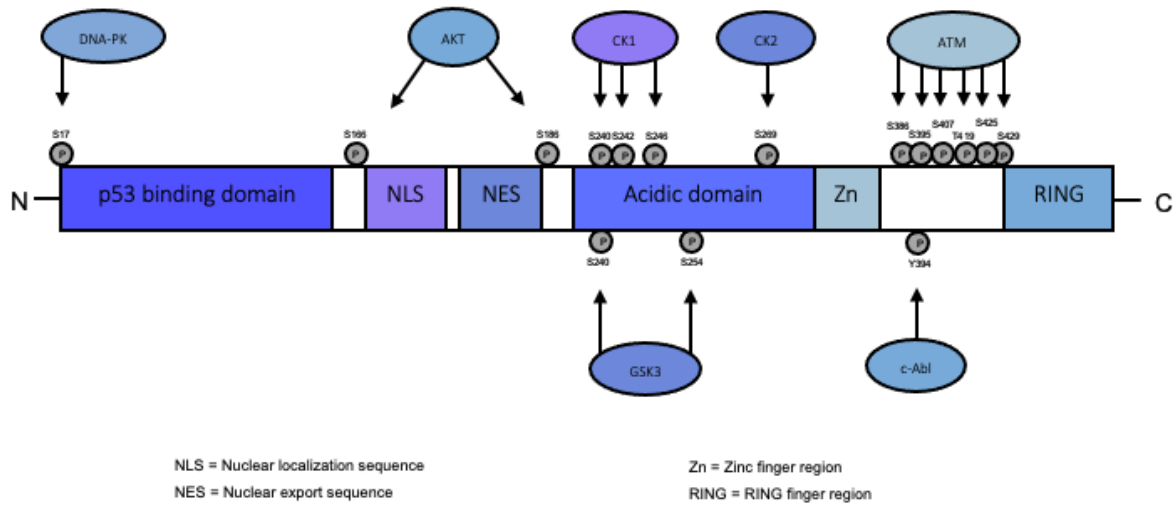 DNA-PK
AKT
CK1
CK2
ATM
S17
S166
S186
S240
S242
S246
S269
S386
S395
S407
T4 19
S425
S429
P
P
P
P
P
P
P
P
P
P
P
P
P
N
p53 binding domain
NLS
NES
Acidic domain
Zn
RING
C
P
P
P
S240
S254
Y394
GSK3
c-Abl
NLS = Nuclear localization sequence
NES = Nuclear export sequence
Zn = Zinc finger region
RING = RING finger region